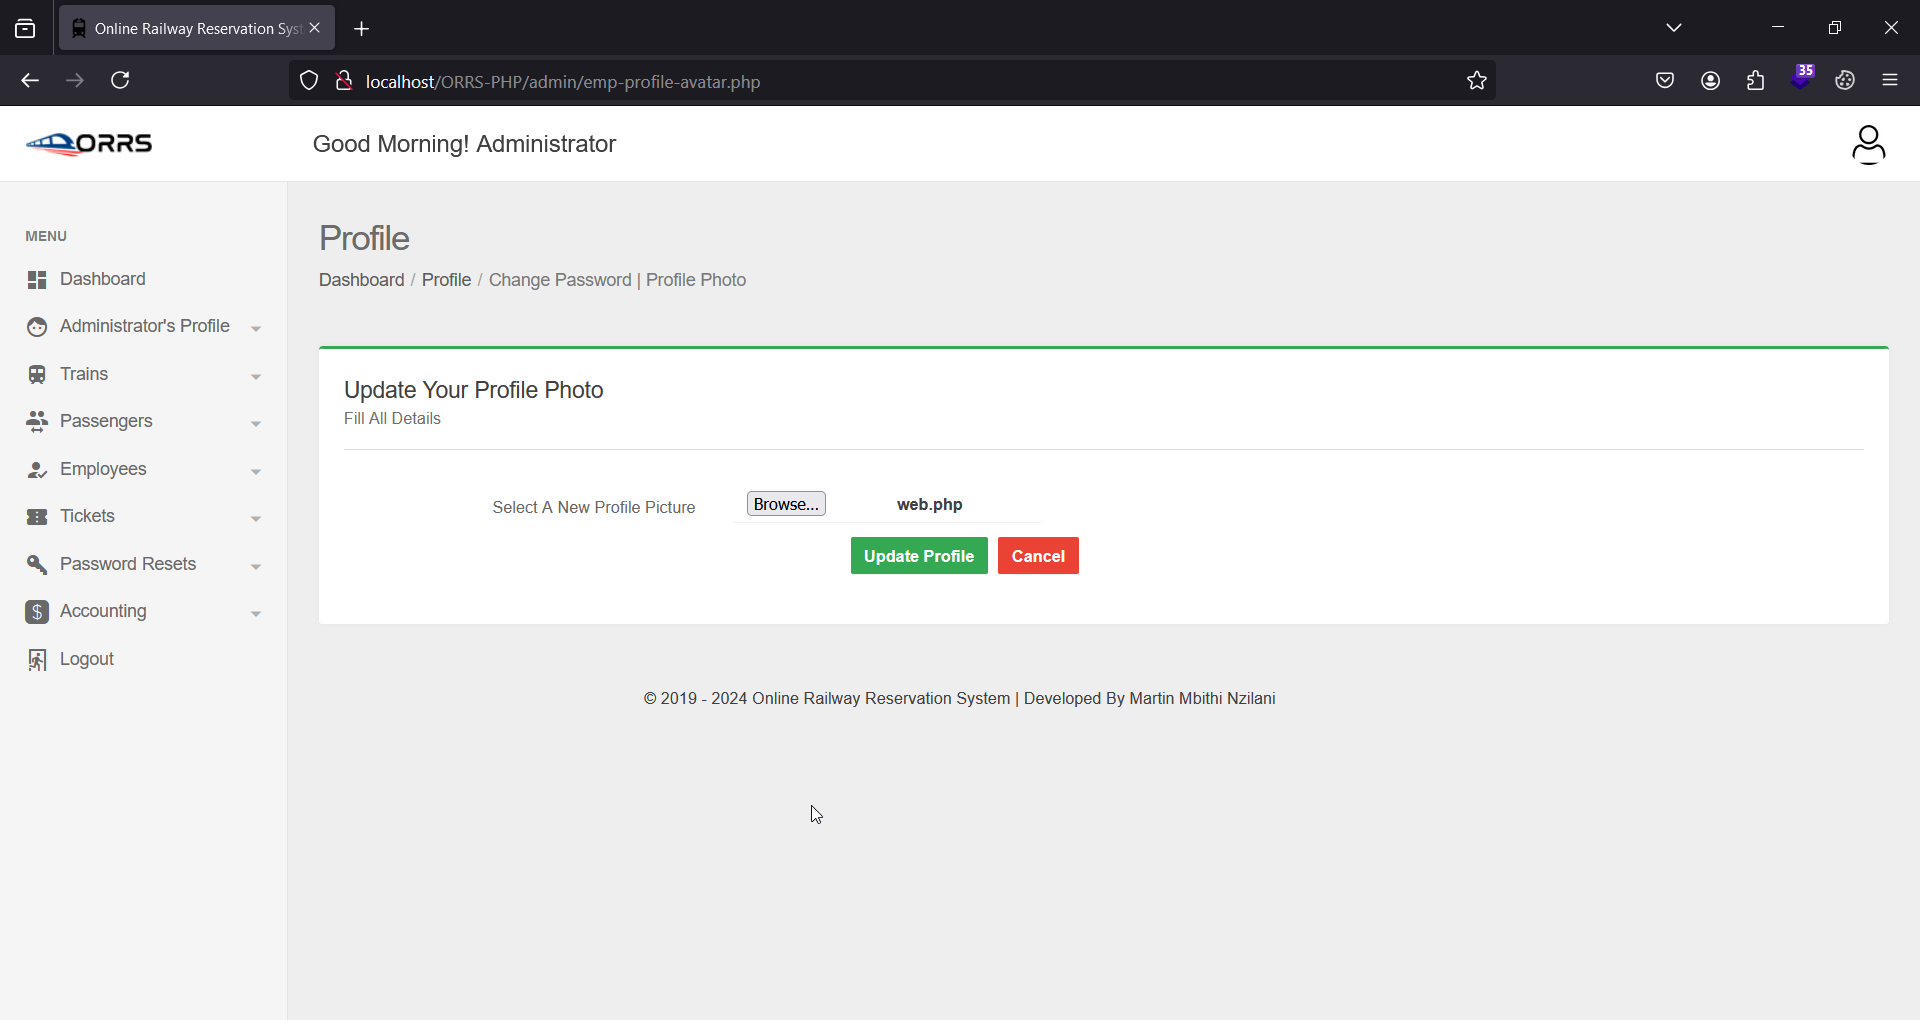 Online Railway Reservation Syst
localhost/ORRS-PHP/admin/emp-profile-avatar.php
35
ORRS
Good Morning! Administrator
MENU
Dashboard
Administrator's Profile
Trains
Passengers
Employees
Tickets
Password Resets
$ Accounting
Logout
Profile
Dashboard / Profile / Change Password | Profile Photo
Update Your Profile Photo
Fill All Details
Select A New Profile Picture Browse... web.php
Update Profile Cancel
© 2019 - 2024 Online Railway Reservation System | Developed By Martin Mbithi Nzilani